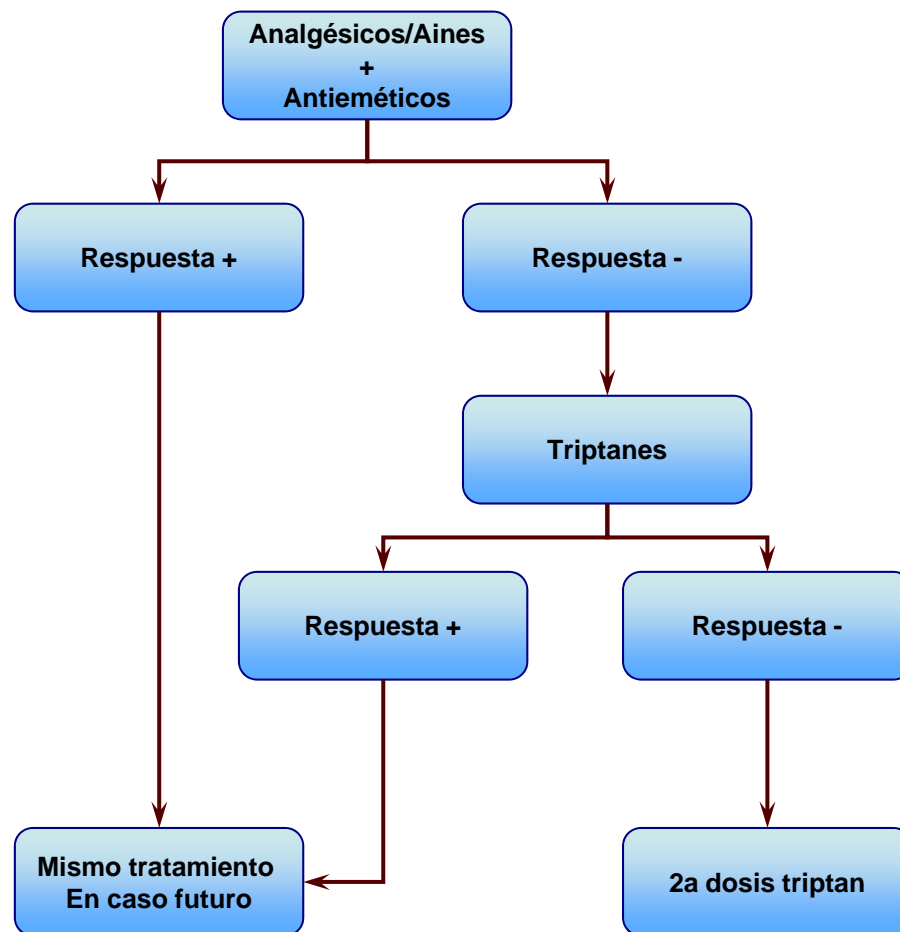 Analgésicos/Aines
+
Antieméticos
Respuesta +
Respuesta -
Triptanes
Respuesta +
Respuesta -
Mismo tratamiento
En caso futuro
2a dosis triptan